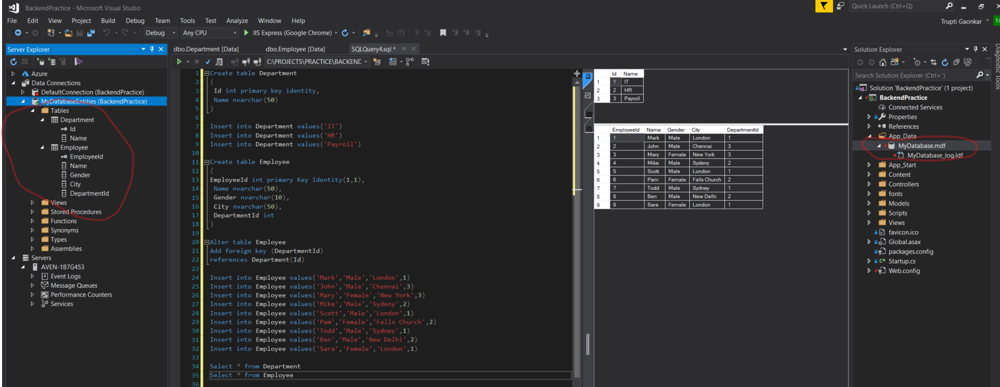 BackendPractice - Microsoft Visual Studio
Quick Launch (Ctrl+Q)
File Edit View Project Build Debug Team Tools Test Analyze Window Help
Trupti Gaonkar
TG
Debug Any CPU IIS Express (Google Chrome)
Server Explorer
Azure
Data Connections
DefaultConnection (BackendPractice)
MyDatabaseEntities (BackendPractice)
Tables
Department
Id
Name
Employee
EmployeeId
Name
Gender
City
DepartmentId
Views
Stored Procedures
Functions
Synonyms
Types
Assemblies
Servers
AVEN-1B7G453
Event Logs
Message Queues
Performance Counters
Services
dbo.Department [Data] dbo.Employee [Data] SQLQuery4.sql *
C:\PROJECTS\PRACTICE\BACKEND
1 Create table Department
2 (
3 Id int primary key identity,
4 Name nvarchar(50)
5 )
6
7 Insert into Department values('IT')
8 Insert into Department values('HR')
9 Insert into Department values('Payroll')
10
11 Create table Employee
12 (
13 EmployeeId int primary Key Identity(1,1),
14 Name nvarchar(50),
15 Gender nvarchar(10),
16 City nvarchar(50),
17 DepartmentId int
18 )
19
20 Alter table Employee
21 Add foreign key (DepartmentId)
22 references Department(Id)
23
24 Insert into Employee values('Mark','Male','London',1)
25 Insert into Employee values('John','Male','Chennai',3)
26 Insert into Employee values('Mary','Female','New York',3)
27 Insert into Employee values('Mike','Male','Sydeny',2)
28 Insert into Employee values('Scott','Male','London',1)
29 Insert into Employee values('Pam','Female','Falls Church',2)
30 Insert into Employee values('Todd','Male','Sydney',1)
31 Insert into Employee values('Ben','Male','New Delhi',2)
32 Insert into Employee values('Sara','Female','London',1)
33
34 Select * from Department
35 Select * from Employee
36
Id Name
1 1 IT
2 2 HR
3 3 Payroll
EmployeeId Name Gender City DepartmentId
1 1 Mark Male London 1
2 2 John Male Chennai 3
3 3 Mary Female New York 3
4 4 Mike Male Sydeny 2
5 5 Scott Male London 1
6 6 Pam Female Falls Church 2
7 7 Todd Male Sydney 1
8 8 Ben Male New Delhi 2
9 9 Sara Female London 1
Solution Explorer
Search Solution Explorer (Ctrl+¨)
Solution 'BackendPractice' (1 project)
BackendPractice
Connected Services
Properties
References
App_Data
MyDatabase.mdf
MyDatabase_log.ldf
App_Start
Content
Controllers
fonts
Models
Scripts
Views
favicon.ico
Global.asax
packages.config
Startup.cs
Web.config
Diagnostic Tools